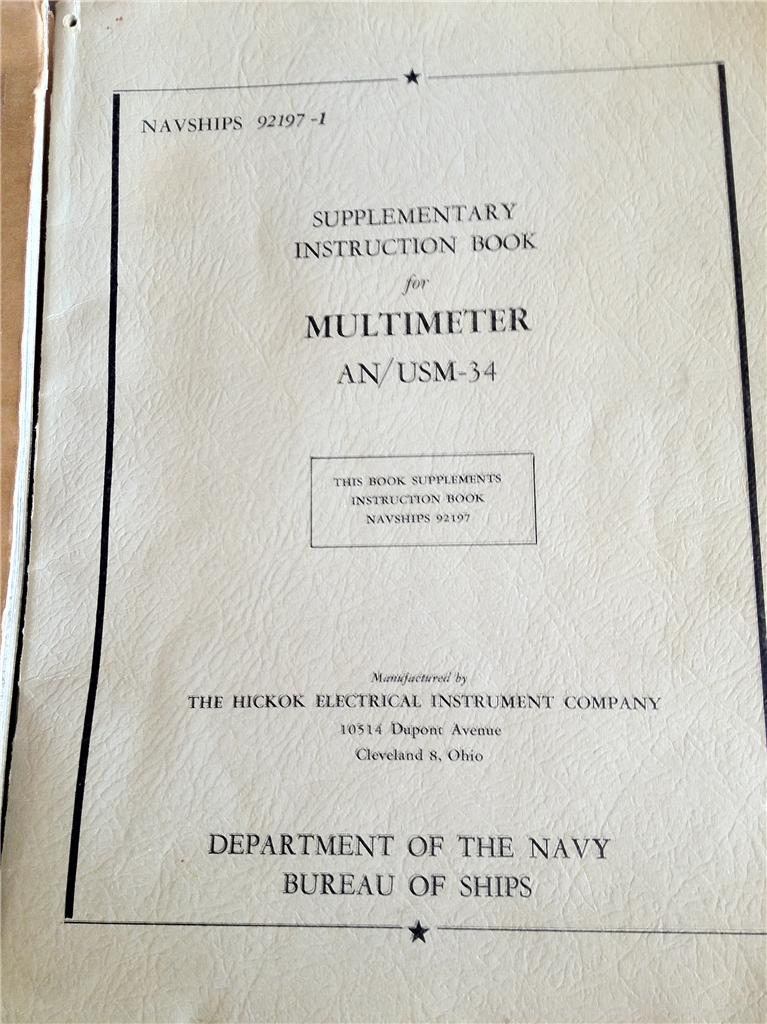 NAVSHIPS 92197-1
SUPPLEMENTARY
INSTRUCTION BOOK
for
MULTIMETER
AN/USM-34
THIS BOOK SUPPLEMENTS
INSTRUCTION BOOK
NAVSHIPS 92197
Manufactured by
THE HICKOK ELECTRICAL INSTRUMENT COMPANY
10514 Dupont Avenue
Cleveland 8, Ohio
DEPARTMENT OF THE NAVY
BUREAU OF SHIPS